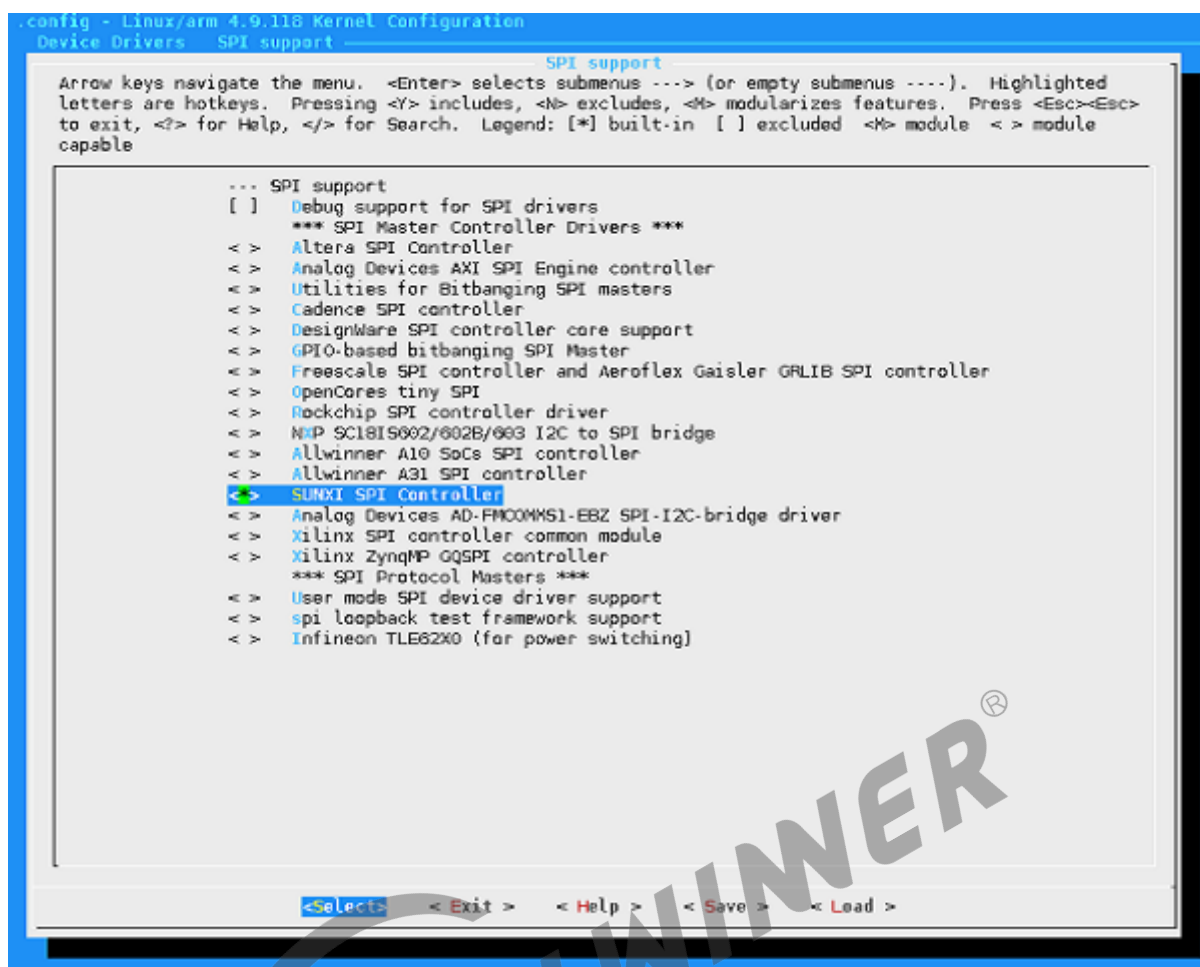 .config - Linux/arm 4.9.118 Kernel Configuration
Device Drivers   SPI support
SPI support
Arrow keys navigate the menu.  <Enter> selects submenus ---> (or empty submenus ----).  Highlighted
letters are hotkeys.  Pressing <Y> includes, <N> excludes, <M> modularizes features.  Press <Esc><Esc>
to exit, <?> for Help, </> for Search.  Legend: [*] built-in  [ ] excluded  <M> module  < > module
capable
--- SPI support
[ ]   Debug support for SPI drivers
*** SPI Master Controller Drivers ***
< >   Altera SPI Controller
< >   Analog Devices AXI SPI Engine controller
< >   Utilities for Bitbanging SPI masters
< >   Cadence SPI controller
< >   DesignWare SPI controller core support
< >   GPIO-based bitbanging SPI Master
< >   Freescale SPI controller and Aeroflex Gaisler GRLIB SPI controller
< >   OpenCores tiny SPI
< >   Rockchip SPI controller driver
< >   NXP SC18IS602/602B/603 I2C to SPI bridge
< >   Allwinner A10 SoCs SPI controller
< >   Allwinner A31 SPI controller
<*>   SUNXI SPI Controller
< >   Analog Devices AD-FMCOMMS1-EBZ SPI-I2C-bridge driver
< >   Xilinx SPI controller common module
< >   Xilinx ZynqMP GQSPI controller
*** SPI Protocol Masters ***
< >   User mode SPI device driver support
< >   spi loopback test framework support
< >   Infineon TLE62X0 (for power switching)
<Select>    < Exit >    < Help >    < Save >    < Load >
LWINNER®